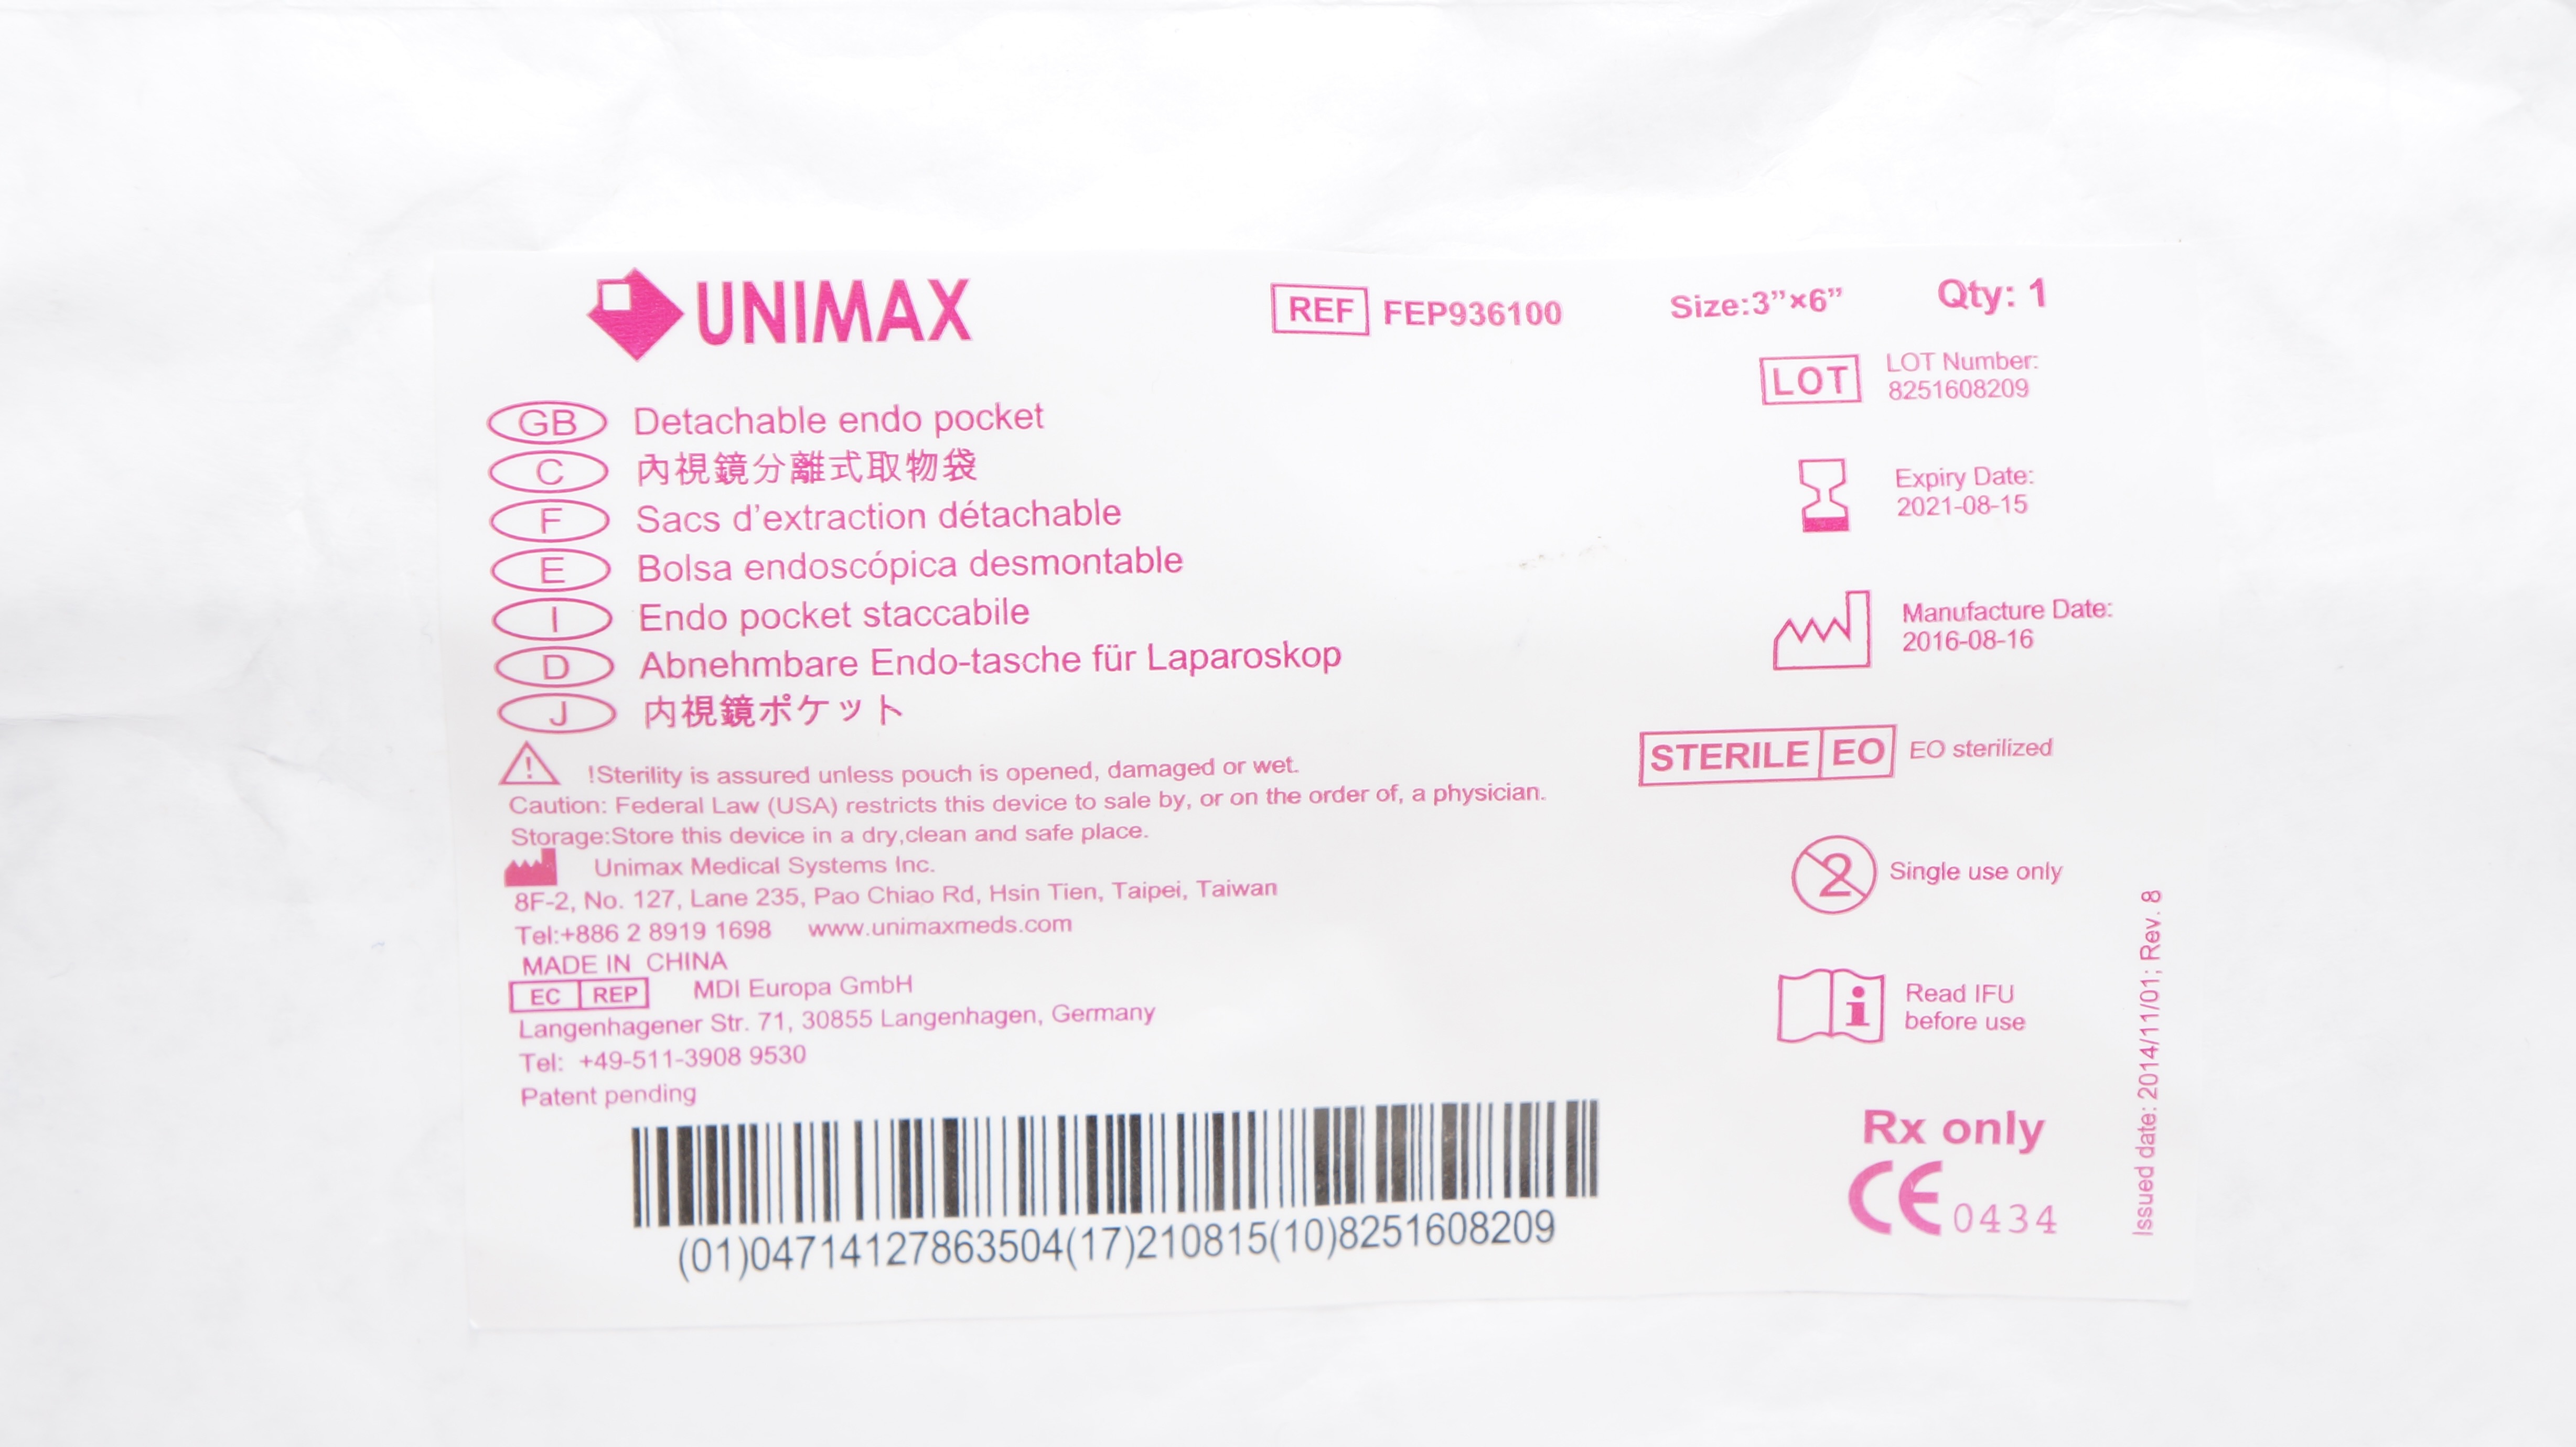 UNIMAX
REF FEP936100 Size:3”×6” Qty: 1
LOT LOT Number:
8251608209
Expiry Date:
2021-08-15
Manufacture Date:
2016-08-16
STERILE EO EO sterilized
2 Single use only
i Read IFU
before use
Rx only
CE 0434
Issued date: 2014/11/01; Rev. 8
GB Detachable endo pocket
C 內視鏡分離式取物袋
F Sacs d’extraction détachable
E Bolsa endoscópica desmontable
I Endo pocket staccabile
D Abnehmbare Endo-tasche für Laparoskop
J 内視鏡ポケット
! !Sterility is assured unless pouch is opened, damaged or wet.
Caution: Federal Law (USA) restricts this device to sale by, or on the order of, a physician.
Storage:Store this device in a dry,clean and safe place.
Unimax Medical Systems Inc.
8F-2, No. 127, Lane 235, Pao Chiao Rd, Hsin Tien, Taipei, Taiwan
Tel:+886 2 8919 1698 www.unimaxmeds.com
MADE IN CHINA
EC REP MDI Europa GmbH
Langenhagener Str. 71, 30855 Langenhagen, Germany
Tel: +49-511-3908 9530
Patent pending
(01)04714127863504(17)210815(10)8251608209